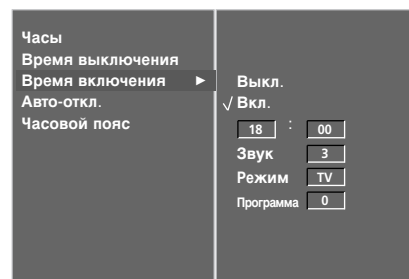 Часы
Время выключения
Время включения ►
Авто-откл.
Часовой пояс
Выкл.
√ Вкл.
18 : 00
Звук 3
Режим TV
Программа 0